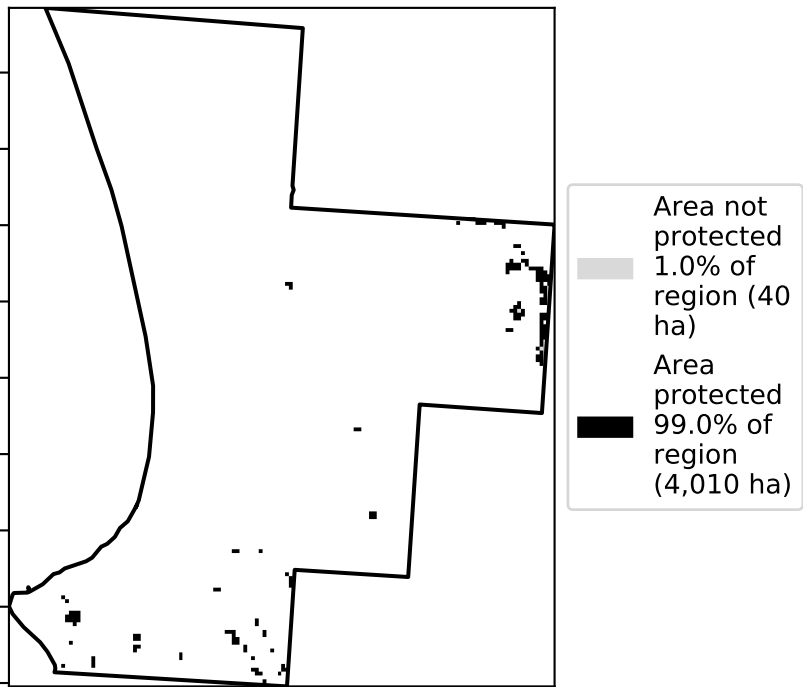 Area not
protected
1.0% of
region (40
ha)
Area
protected
99.0% of
region
(4,010 ha)